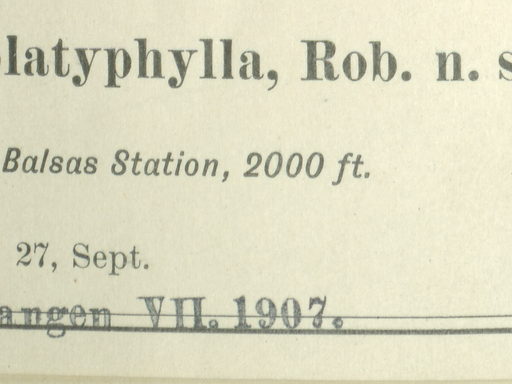 latyphylla, Rob. n. s
Balsas Station, 2000 ft.
27, Sept.
angen VII. 1907.